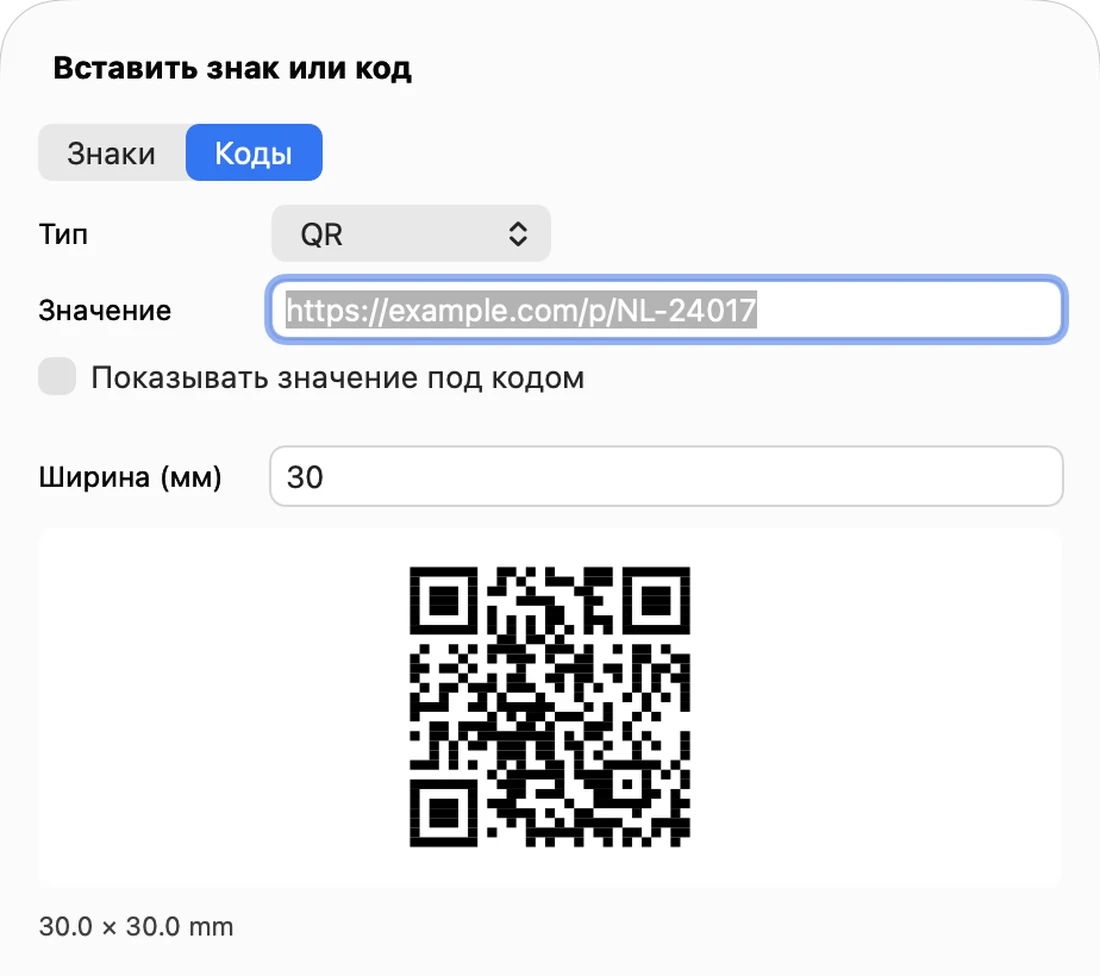 Вставить знак или код
Знаки Коды
Тип QR
Значение https://example.com/p/NL-24017
Показывать значение под кодом
Ширина (мм) 30
30.0 × 30.0 mm